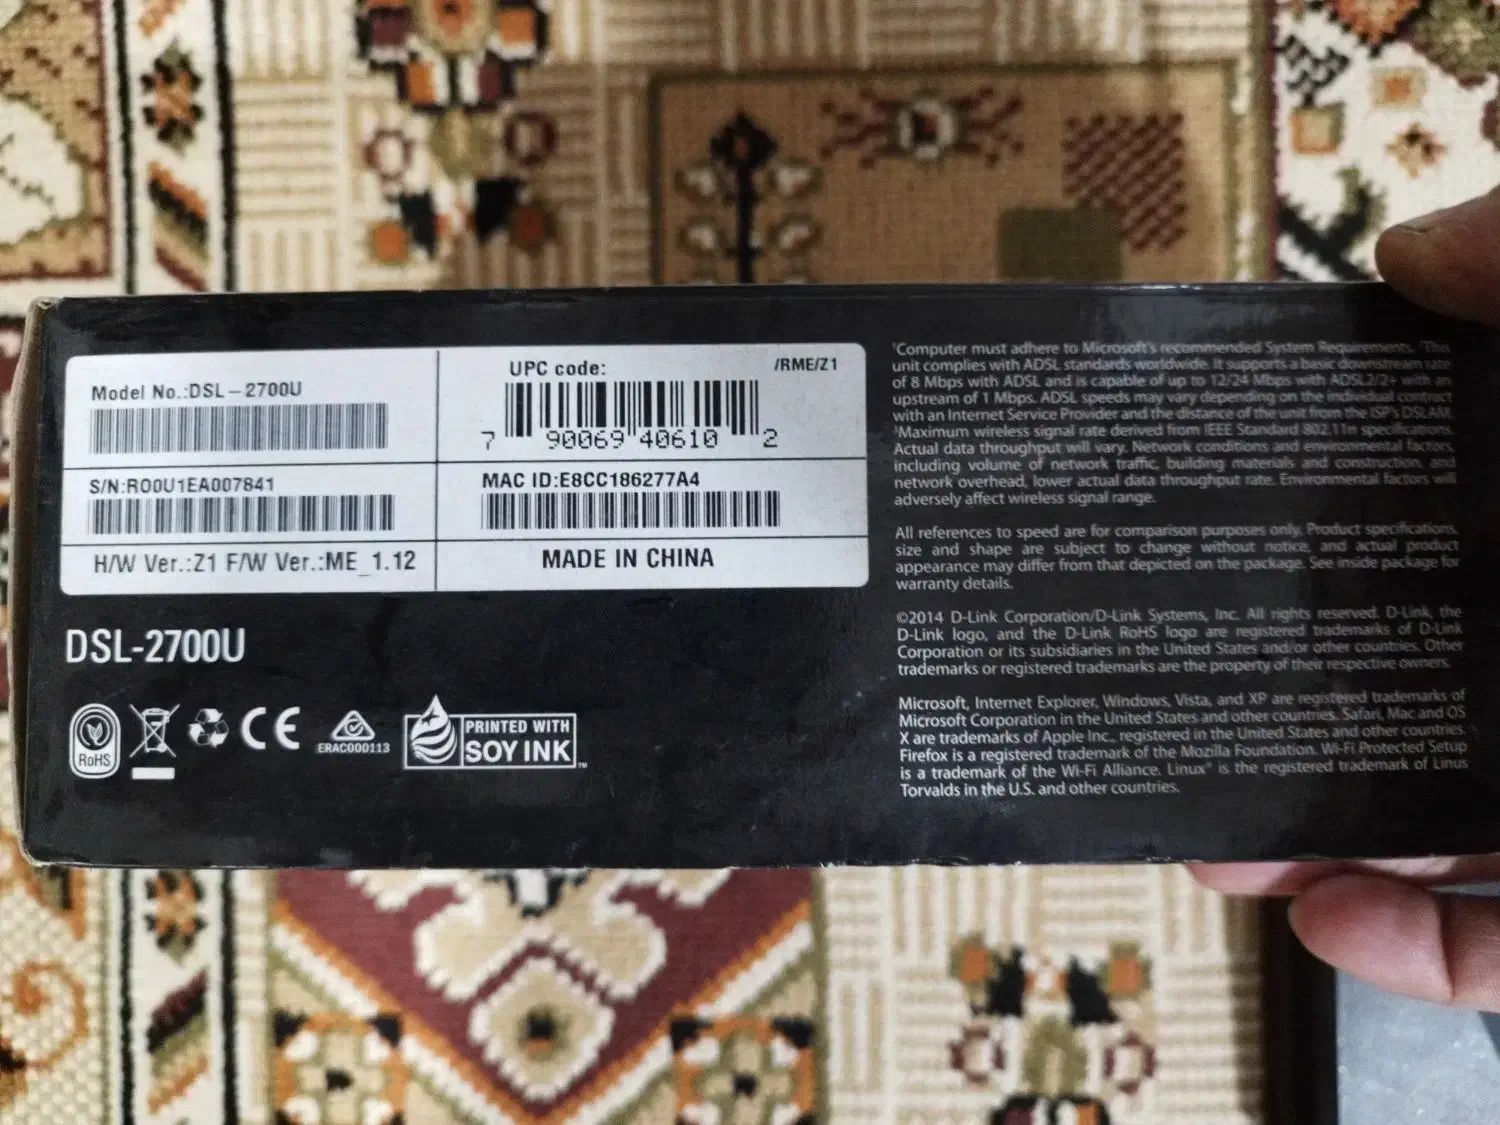 Model No.:DSL-2700U
UPC code:
/RME/Z1
7 90069 40610 2
S/N:RO0U1EA007841
MAC ID:E8CC186277A4
H/W Ver.:Z1 F/W Ver.:ME_1.12
MADE IN CHINA
DSL-2700U
RoHS
CE
ERAC000113
PRINTED WITH
SOY INK™
¹Computer must adhere to Microsoft's recommended System Requirements. ²This
unit complies with ADSL standards worldwide. It supports a basic downstream rate
of 8 Mbps with ADSL and is capable of up to 12/24 Mbps with ADSL2/2+ with an
upstream of 1 Mbps. ADSL speeds may vary depending on the individual contract
with an Internet Service Provider and the distance of the unit from the ISP's DSLAM.
³Maximum wireless signal rate derived from IEEE Standard 802.11n specifications.
Actual data throughput will vary. Network conditions and environmental factors,
including volume of network traffic, building materials and construction, and
network overhead, lower actual data throughput rate. Environmental factors will
adversely affect wireless signal range.
All references to speed are for comparison purposes only. Product specifications,
size and shape are subject to change without notice, and actual product
appearance may differ from that depicted on the package. See inside package for
warranty details.
©2014 D-Link Corporation/D-Link Systems, Inc. All rights reserved. D-Link, the
D-Link logo, and the D-Link RoHS logo are registered trademarks of D-Link
Corporation or its subsidiaries in the United States and/or other countries. Other
trademarks or registered trademarks are the property of their respective owners.
Microsoft, Internet Explorer, Windows, Vista, and XP are registered trademarks of
Microsoft Corporation in the United States and other countries. Safari, Mac and OS
X are trademarks of Apple Inc., registered in the United States and other countries.
Firefox is a registered trademark of the Mozilla Foundation. Wi-Fi Protected Setup
is a trademark of the Wi-Fi Alliance. Linux® is the registered trademark of Linus
Torvalds in the U.S. and other countries.